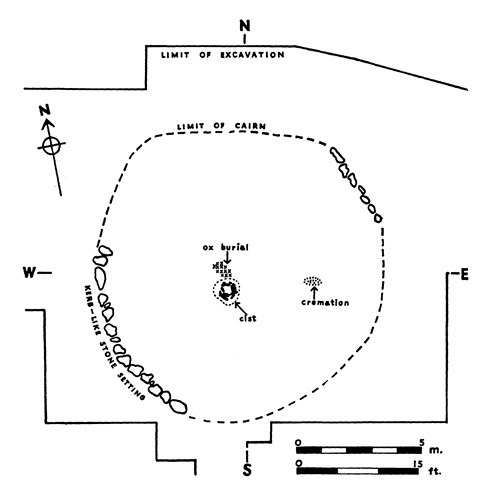 N
LIMIT OF EXCAVATION
N
LIMIT OF CAIRN
ox burial
W
E
cremation
cist
KERB-LIKE STONE SETTING
0 5 m.
0 15 ft.
S